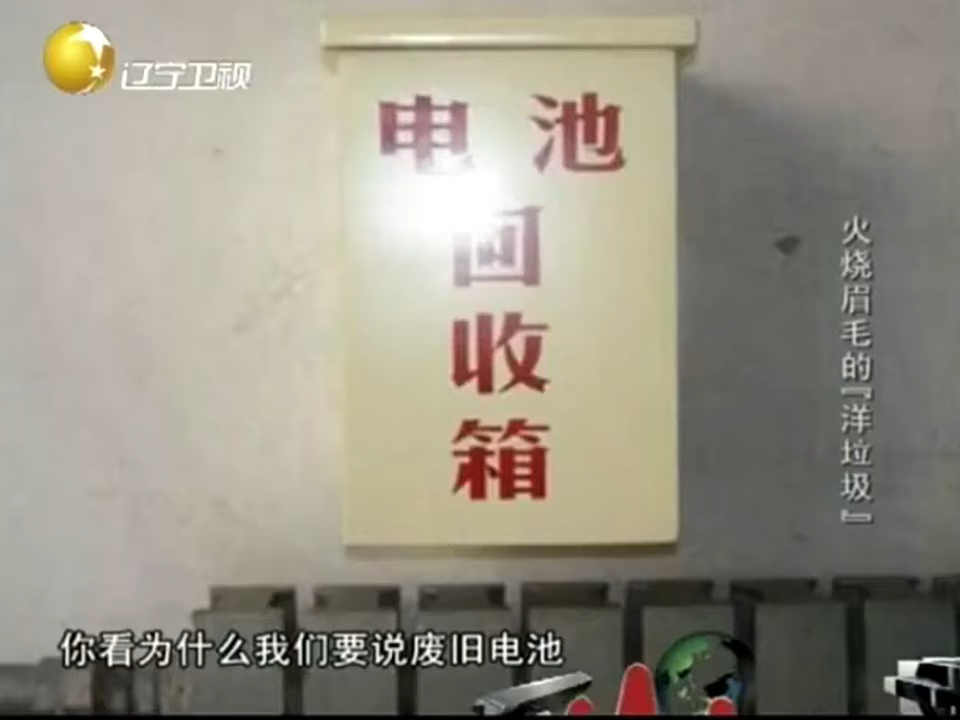 辽宁卫视
电池
回
收
箱
火烧眉毛的『洋垃圾』
你看为什么我们要说废旧电池